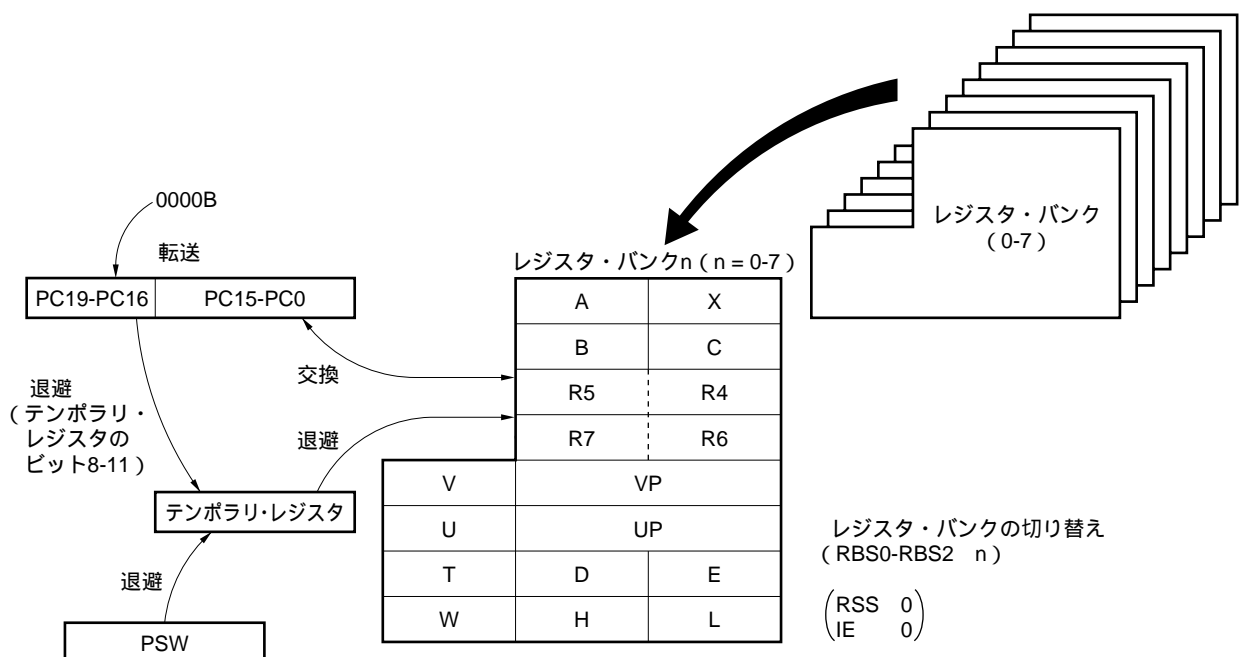 レジスタ・バンク
(0-7)
0000B
転送
PC19-PC16 PC15-PC0
レジスタ・バンクn(n=0-7)
A X
B C
R5 R4
R7 R6
V VP
U UP
T D E
W H L
交換
退避
(テンポラリ・
レジスタの
ビット8-11)
退避
テンポラリ・レジスタ
退避
PSW
レジスタ・バンクの切り替え
(RBS0-RBS2 n)
RSS 0
IE 0